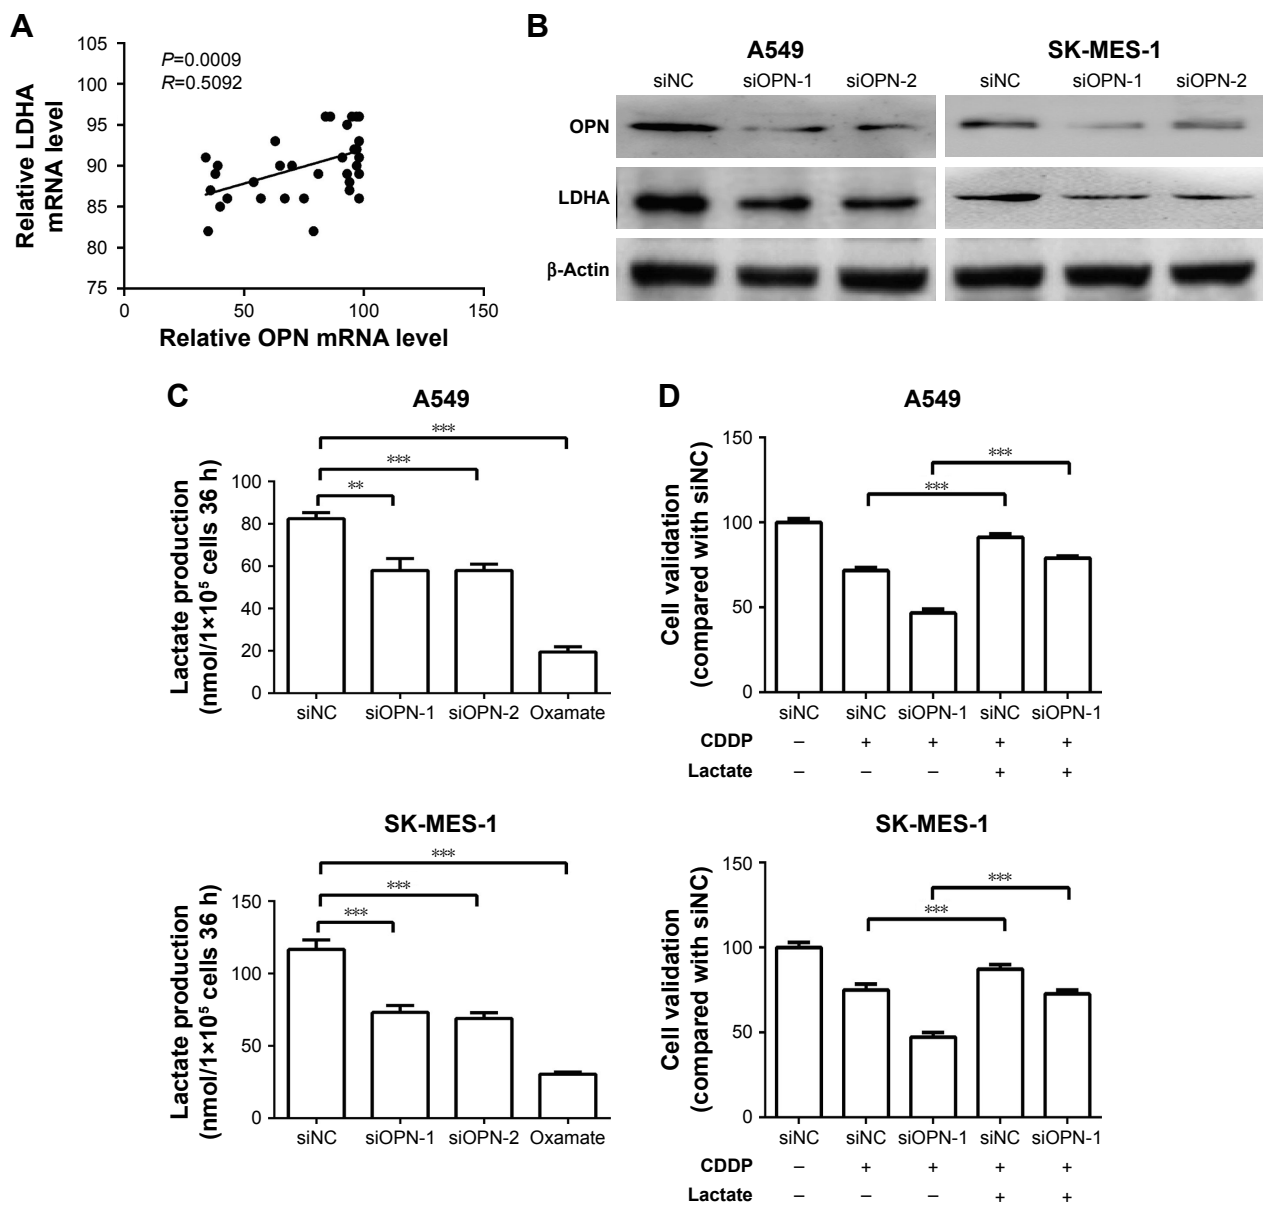 A
105
100
95
90
85
80
75
0
50
100
150
P=0.0009
R=0.5092
Relative LDHA
mRNA level
Relative OPN mRNA level
B
A549
SK-MES-1
siNC siOPN-1 siOPN-2
siNC siOPN-1 siOPN-2
OPN
LDHA
β-Actin
C
A549
***
***
**
Lactate production
(nmol/1×10⁵ cells 36 h)
100
80
60
40
20
0
siNC siOPN-1 siOPN-2 Oxamate
SK-MES-1
***
***
***
Lactate production
(nmol/1×10⁵ cells 36 h)
150
100
50
0
siNC siOPN-1 siOPN-2 Oxamate
D
A549
***
***
Cell validation
(compared with siNC)
150
100
50
0
siNC siNC siOPN-1 siNC siOPN-1
CDDP – + + + +
Lactate – – – + +
SK-MES-1
***
***
Cell validation
(compared with siNC)
150
100
50
0
siNC siNC siOPN-1 siNC siOPN-1
CDDP – + + + +
Lactate – – – + +